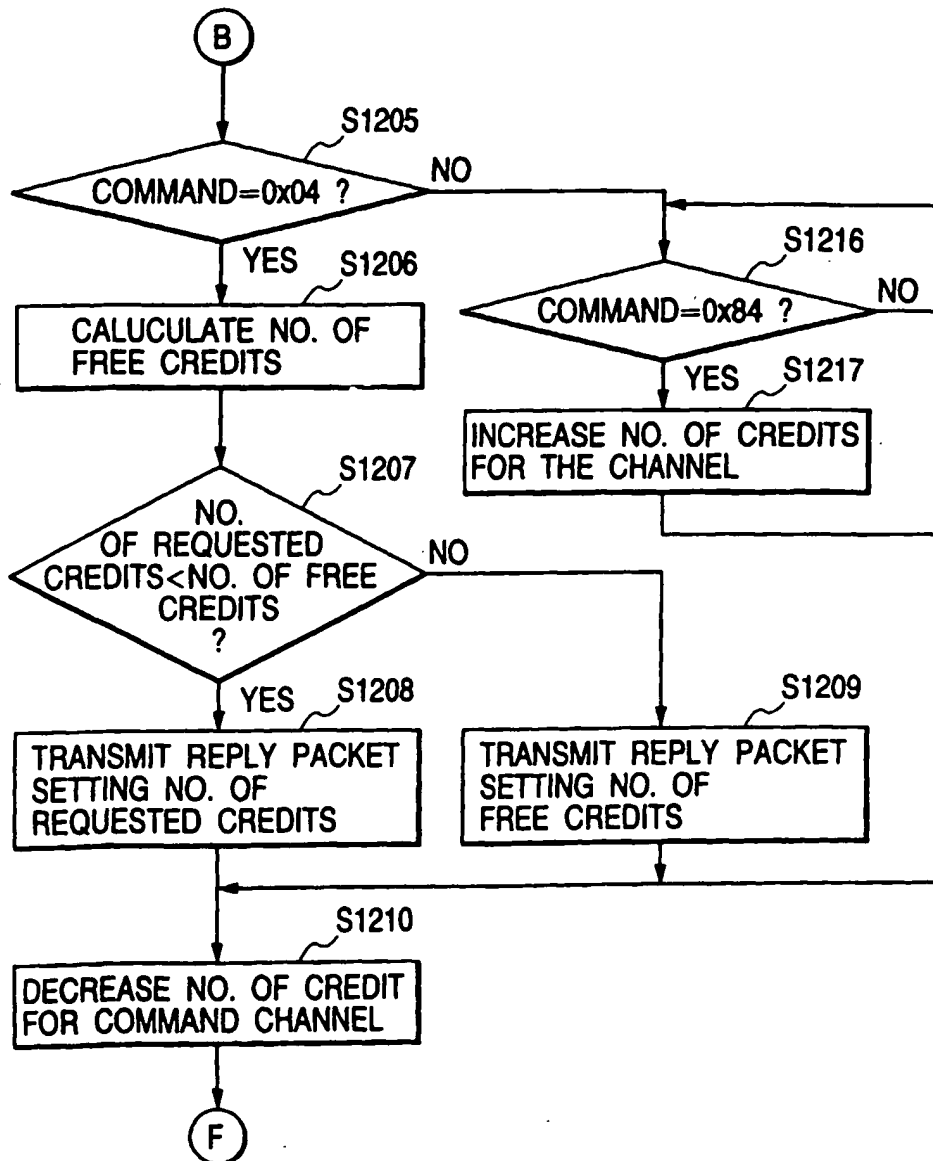 B
S1205
COMMAND=0x04 ?
NO
YES
S1206
CALUCULATE NO. OF
FREE CREDITS
S1216
COMMAND=0x84 ?
NO
YES
S1217
INCREASE NO. OF CREDITS
FOR THE CHANNEL
S1207
NO.
OF REQUESTED
CREDITS<NO. OF FREE
CREDITS
?
NO
YES
S1208
TRANSMIT REPLY PACKET
SETTING NO. OF
REQUESTED CREDITS
S1209
TRANSMIT REPLY PACKET
SETTING NO. OF
FREE CREDITS
S1210
DECREASE NO. OF CREDIT
FOR COMMAND CHANNEL
F